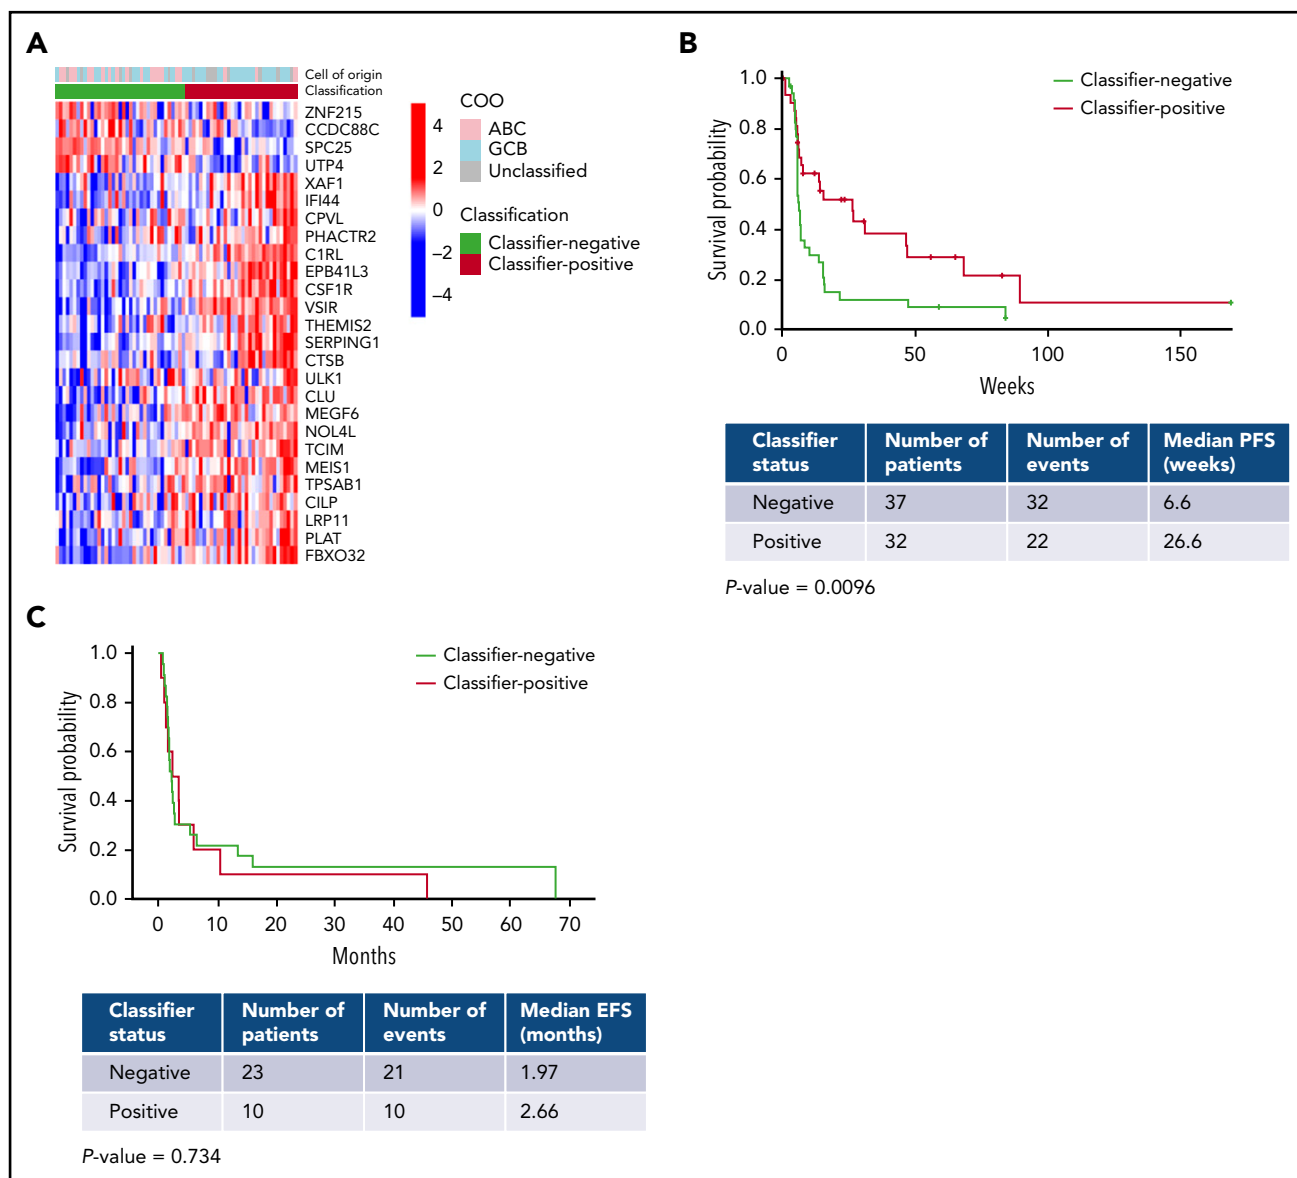 A
Cell of origin
Classification
ZNF215
CCDC88C
SPC25
UTP4
XAF1
IFI44
CPVL
PHACTR2
C1RL
EPB41L3
CSF1R
VSIR
THEMIS2
SERPING1
CTSB
ULK1
CLU
MEGF6
NOL4L
TCIM
MEIS1
TPSAB1
CILP
LRP11
PLAT
FBXO32
4
2
0
−2
−4
COO
ABC
GCB
Unclassified
Classification
Classifier-negative
Classifier-positive
B
Survival probability
1.0
0.8
0.6
0.4
0.2
0.0
0 50 100 150
Weeks
Classifier-negative
Classifier-positive
Classifier status Number of patients Number of events Median PFS (weeks)
Negative 37 32 6.6
Positive 32 22 26.6
P-value = 0.0096
C
Survival probability
1.0
0.8
0.6
0.4
0.2
0.0
0 10 20 30 40 50 60 70
Months
Classifier-negative
Classifier-positive
Classifier status Number of patients Number of events Median EFS (months)
Negative 23 21 1.97
Positive 10 10 2.66
P-value = 0.734